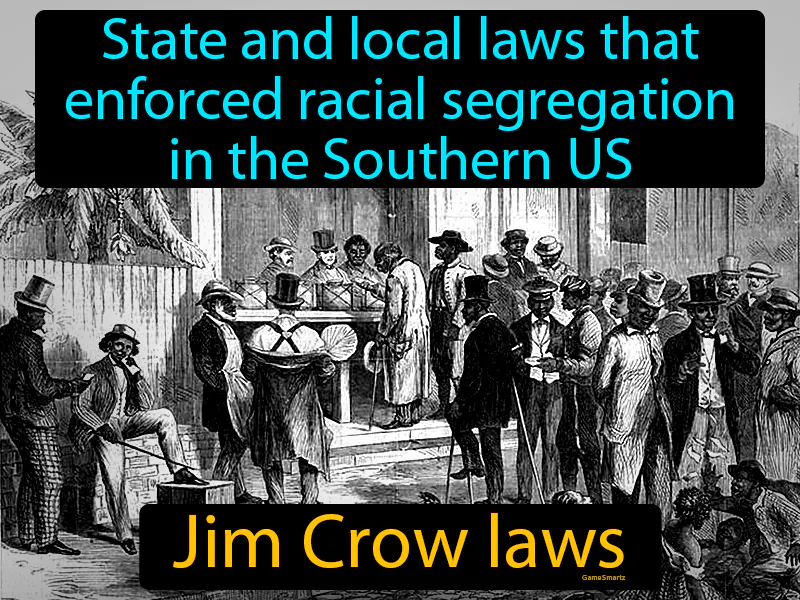 State and local laws that
enforced racial segregation
in the Southern US
Jim Crow laws
GameSmartz